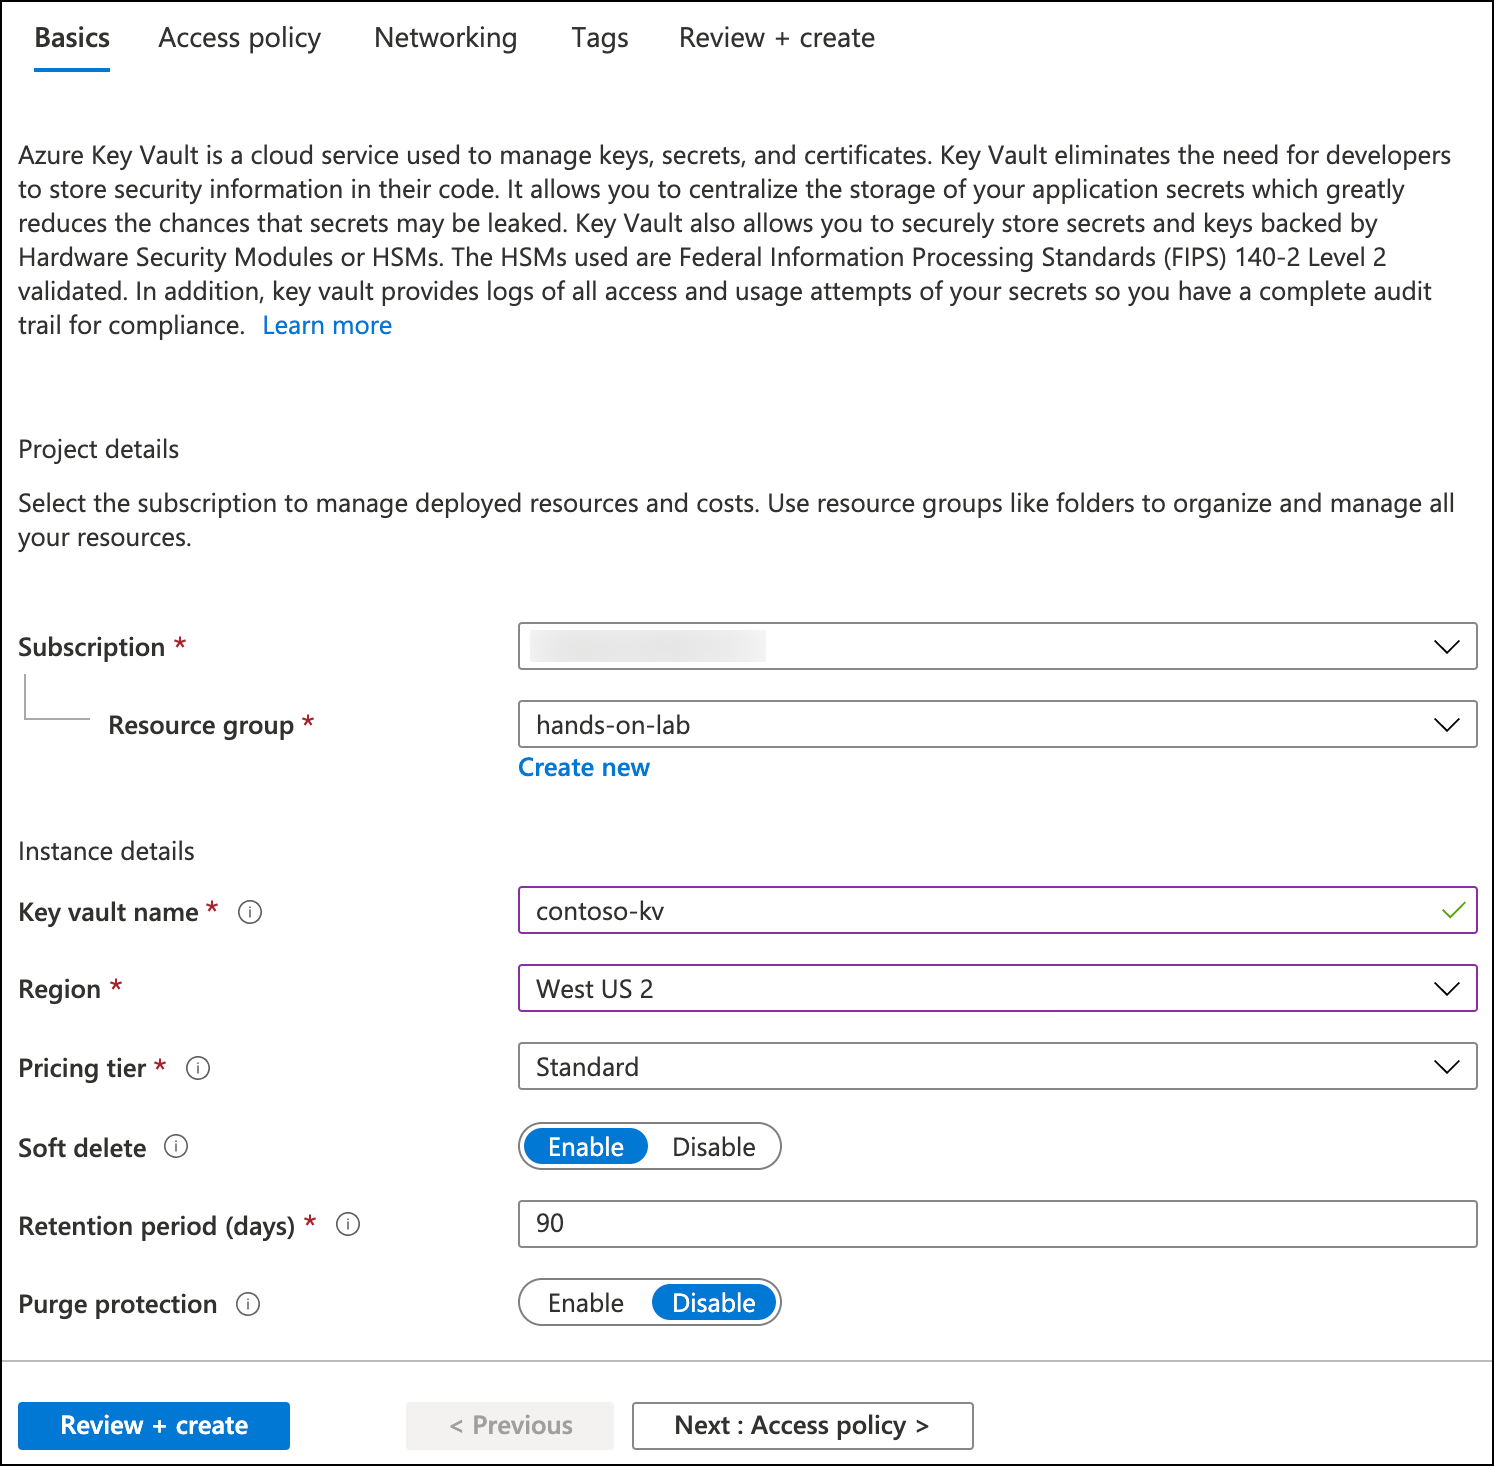 Basics Access policy Networking Tags Review + create
Azure Key Vault is a cloud service used to manage keys, secrets, and certificates. Key Vault eliminates the need for developers
to store security information in their code. It allows you to centralize the storage of your application secrets which greatly
reduces the chances that secrets may be leaked. Key Vault also allows you to securely store secrets and keys backed by
Hardware Security Modules or HSMs. The HSMs used are Federal Information Processing Standards (FIPS) 140-2 Level 2
validated. In addition, key vault provides logs of all access and usage attempts of your secrets so you have a complete audit
trail for compliance. Learn more
Project details
Select the subscription to manage deployed resources and costs. Use resource groups like folders to organize and manage all
your resources.
Subscription *
Resource group * hands-on-lab
Create new
Instance details
Key vault name * contoso-kv
Region * West US 2
Pricing tier * Standard
Soft delete Enable Disable
Retention period (days) * 90
Purge protection Enable Disable
Review + create < Previous Next : Access policy >